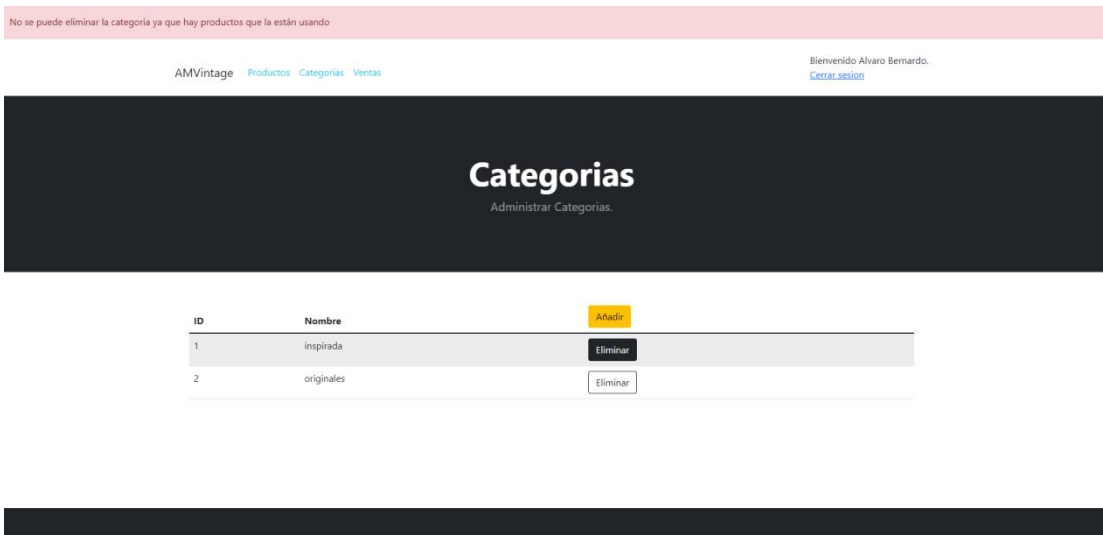 No se puede eliminar la categoria ya que hay productos que la están usando
AMVintage Productos Categorias Ventas
Bienvenido Alvaro Bernardo.
Cerrar sesion
Categorias
Administrar Categorias.
ID Nombre Añadir
1 inspirada Eliminar
2 originales Eliminar